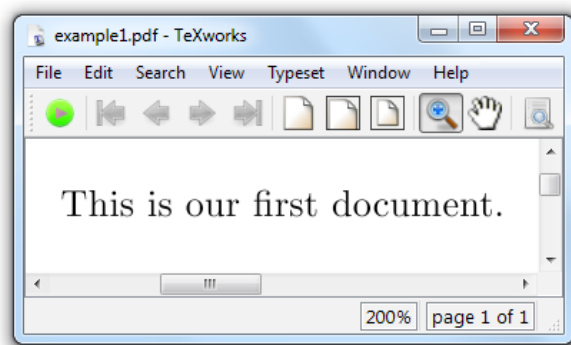 example1.pdf - TeXworks
File Edit Search View Typeset Window Help
This is our first document.
200% page 1 of 1